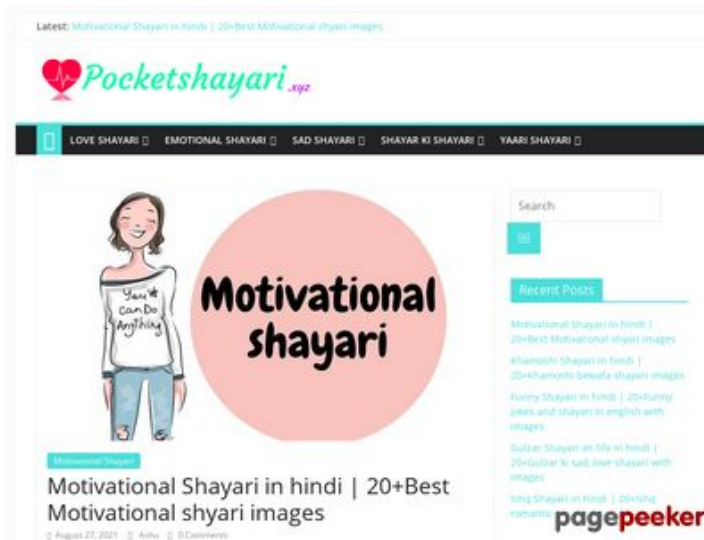 Latest: Motivational Shayari in hindi | 20+Best Motivational shyari images
Pocketshayari.xyz
LOVE SHAYARI EMOTIONAL SHAYARI SAD SHAYARI SHAYAR KI SHAYARI YAARI SHAYARI
You
Can Do
Anything
Motivational
shayari
Motivational Shayari
Motivational Shayari in hindi | 20+Best
Motivational shyari images
August 27, 2021 Ashu 0 Comments
Search
Recent Posts
Motivational Shayari in hindi |
20+Best Motivational shyari images
Khamoshi Shayari in hindi |
20+Khamoshi bewafa shayari images
Funny Shayari in hindi | 20+Funny
jokes and shayari in english with
images
Gulzar Shayari on life in hindi |
20+Gulzar ki sad, love shayari with
images
Ishq Shayari in hindi | 20+Ishq
romantic
pagepeeker